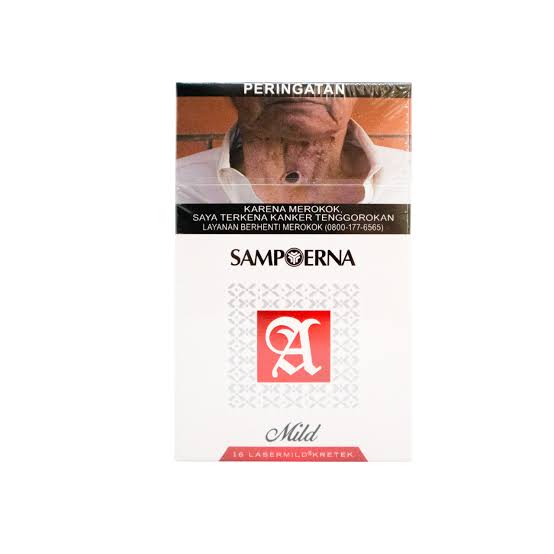 PERINGATAN
KARENA MEROKOK,
SAYA TERKENA KANKER TENGGOROKAN
LAYANAN BERHENTI MEROKOK (0800-177-6565)
SAMPOERNA
A
Mild
16 LASERMILD® KRETEK